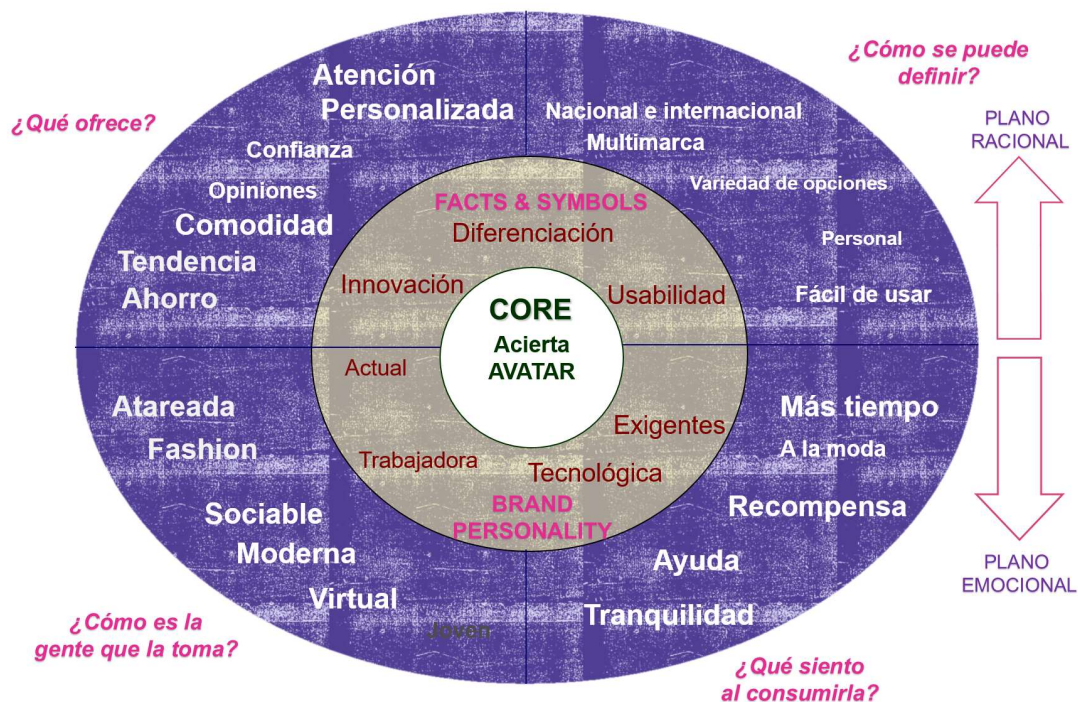 ¿Qué ofrece?
Atención
Personalizada
Confianza
Opiniones
Comodidad
Tendencia
Ahorro
¿Cómo se puede
definir?
Nacional e internacional
Multimarca
Variedad de opciones
Personal
Fácil de usar
PLANO
RACIONAL
FACTS & SYMBOLS
Diferenciación
Innovación
Usabilidad
CORE
Acierta
AVATAR
Actual
Exigentes
Trabajadora
Tecnológica
BRAND
PERSONALITY
Atareada
Fashion
Sociable
Moderna
Virtual
Joven
¿Cómo es la
gente que la toma?
Más tiempo
A la moda
Recompensa
Ayuda
Tranquilidad
¿Qué siento
al consumirla?
PLANO
EMOCIONAL